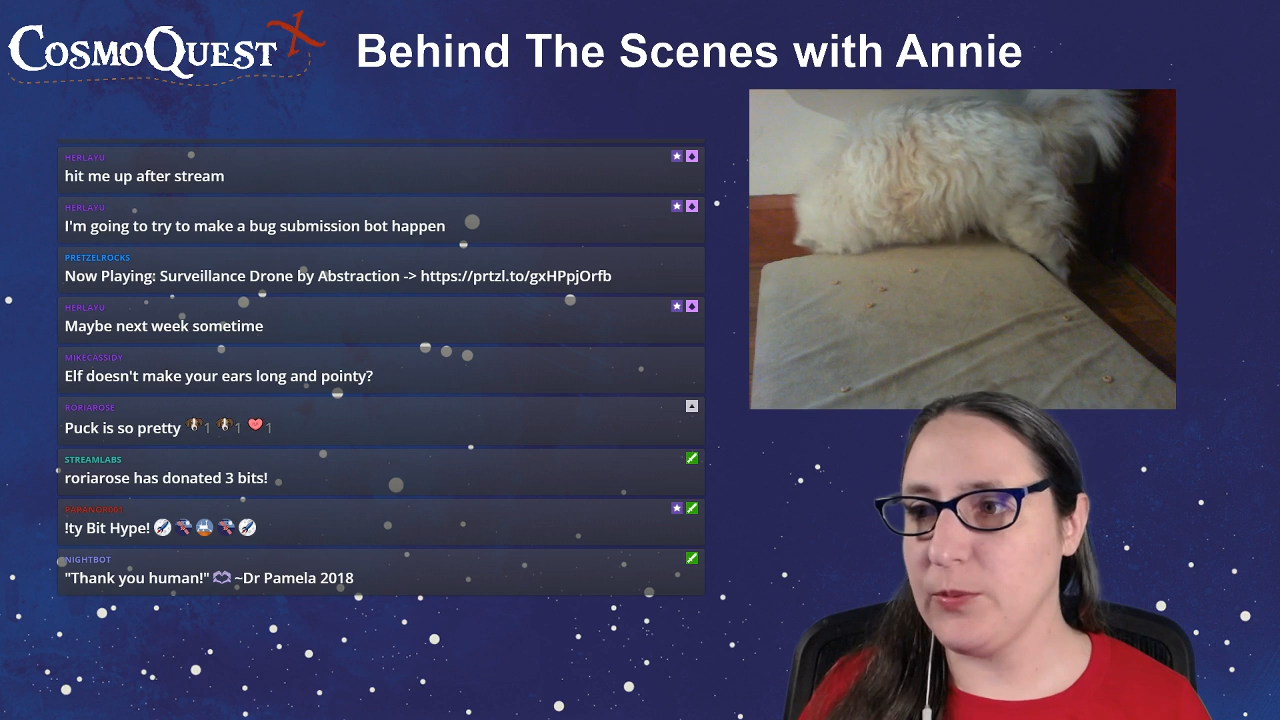 CosmoQuest X
Behind The Scenes with Annie
HERLAYU
hit me up after stream
HERLAYU
I'm going to try to make a bug submission bot happen
PRETZELROCKS
Now Playing: Surveillance Drone by Abstraction -> https://prtzl.to/gxHPpjOrfb
HERLAYU
Maybe next week sometime
MIKECASSIDY
Elf doesn't make your ears long and pointy?
RORIAROSE
Puck is so pretty 1 1 1
STREAMLABS
roriarose has donated 3 bits!
!ty Bit Hype!
NIGHTBOT
"Thank you human!" ~Dr Pamela 2018